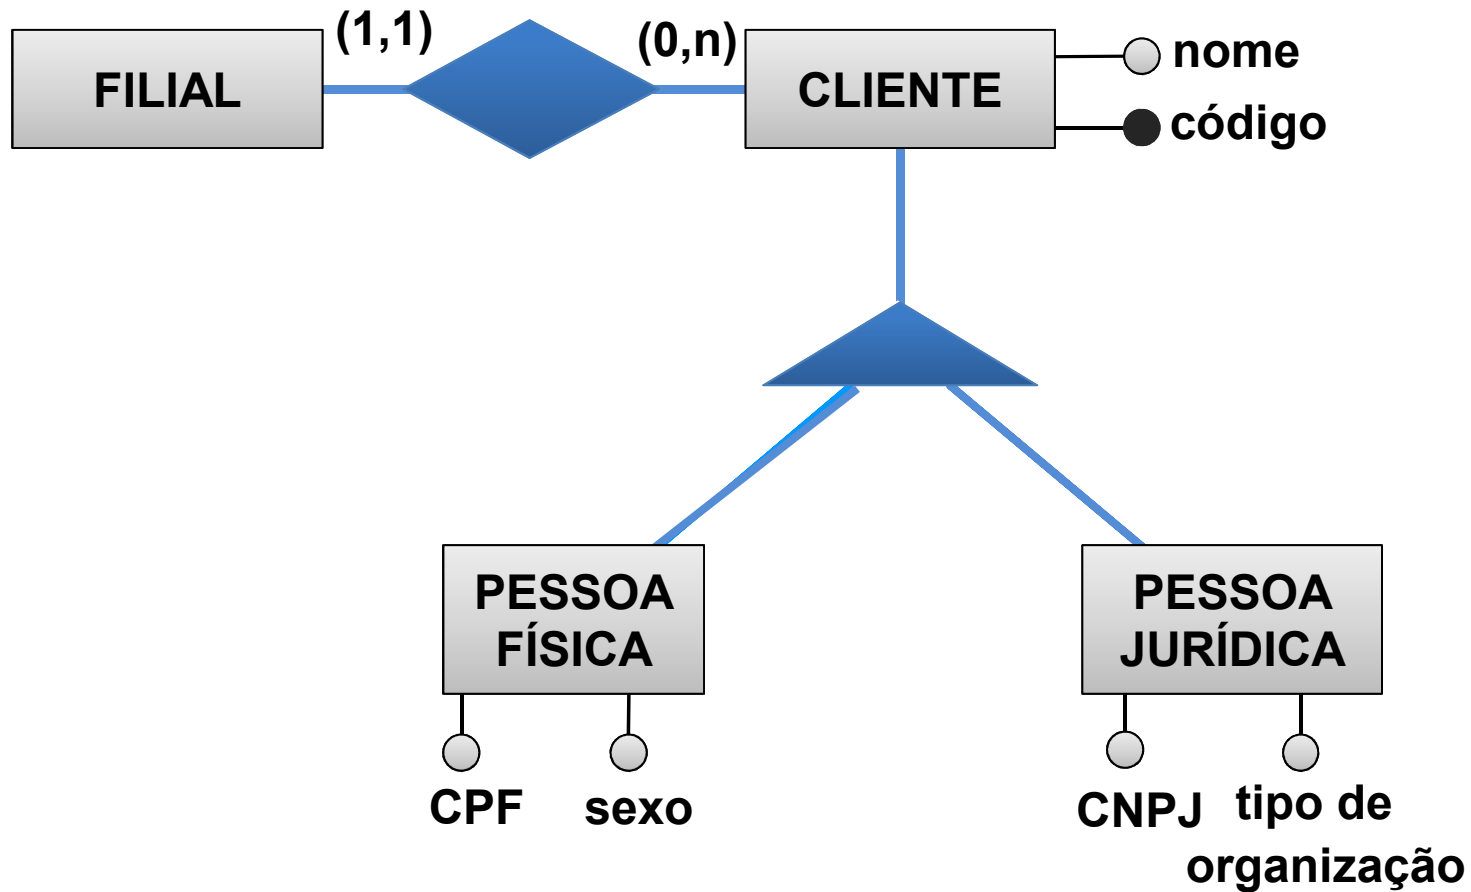 (1,1)
(0,n)
FILIAL
CLIENTE
nome
código
PESSOA
FÍSICA
PESSOA
JURÍDICA
CPF
sexo
CNPJ
tipo de
organização